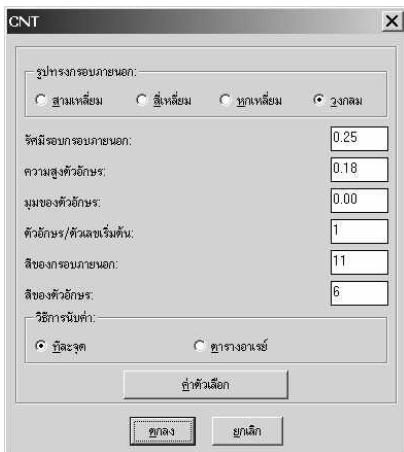 CNT
รูปทรงกรอบภายนอก:
สามเหลี่ยม สี่เหลี่ยม หกเหลี่ยม วงกลม
รัศมีรอบกรอบภายนอก: 0.25
ความสูงตัวอักษร: 0.18
มุมของตัวอักษร: 0.00
ตัวอักษร/ตัวเลขเริ่มต้น: 1
สีของกรอบภายนอก: 11
สีของตัวอักษร: 6
วิธีการนับค่า:
ทีละจุด ตารางอาเรย์
ค่าตัวเลือก
ตกลง ยกเลิก